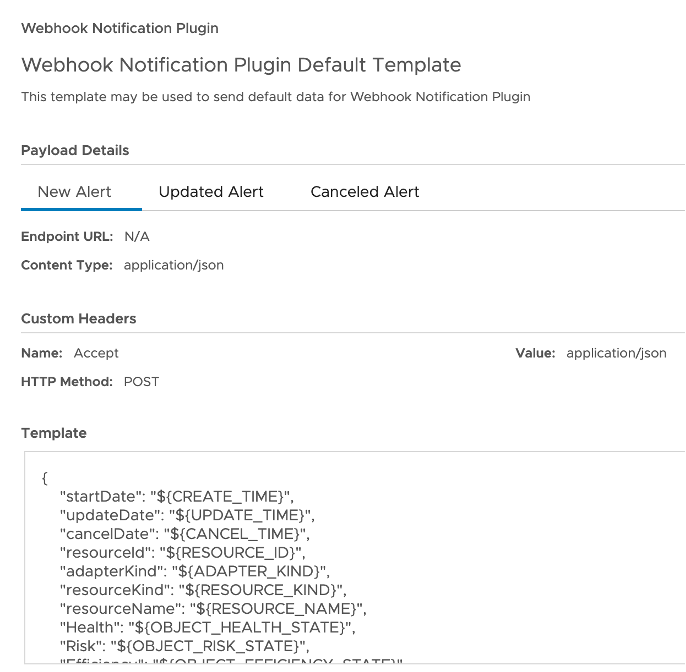 Webhook Notification Plugin
Webhook Notification Plugin Default Template
This template may be used to send default data for Webhook Notification Plugin
Payload Details
New Alert Updated Alert Canceled Alert
Endpoint URL: N/A
Content Type: application/json
Custom Headers
Name: Accept Value: application/json
HTTP Method: POST
Template
{
"startDate": "${CREATE_TIME}",
"updateDate": "${UPDATE_TIME}",
"cancelDate": "${CANCEL_TIME}",
"resourceId": "${RESOURCE_ID}",
"adapterKind": "${ADAPTER_KIND}",
"resourceKind": "${RESOURCE_KIND}",
"resourceName": "${RESOURCE_NAME}",
"Health": "${OBJECT_HEALTH_STATE}",
"Risk": "${OBJECT_RISK_STATE}",
"Efficiency": "${OBJECT_EFFICIENCY_STATE}",